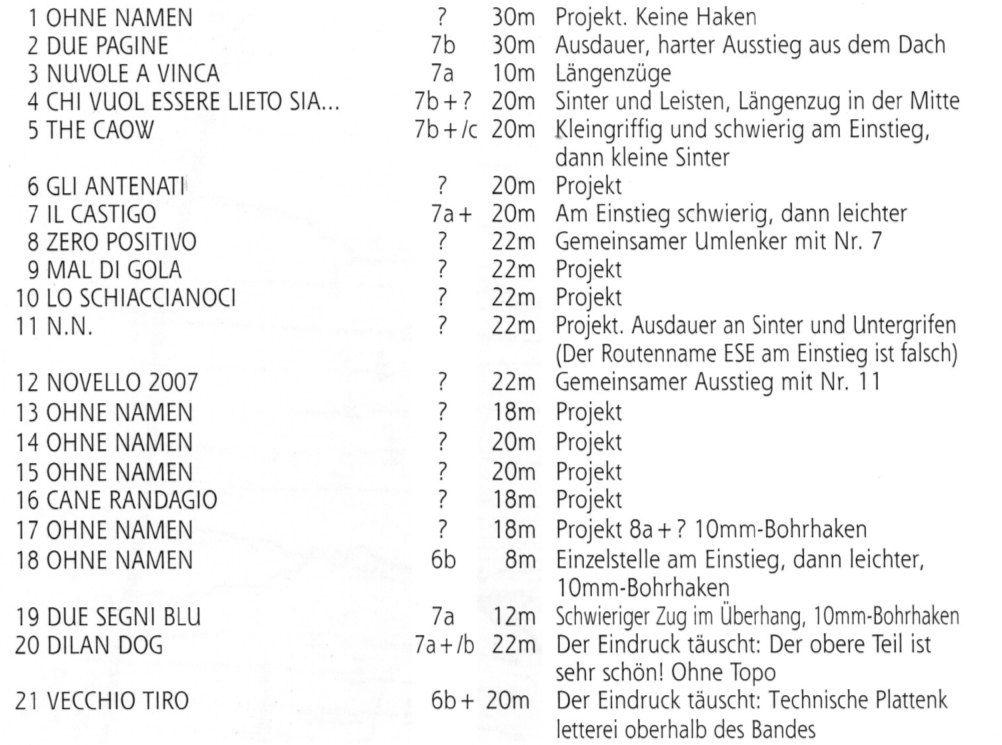 1 OHNE NAMEN ? 30m Projekt. Keine Haken
2 DUE PAGINE 7b 30m Ausdauer, harter Ausstieg aus dem Dach
3 NUVOLE A VINCA 7a 10m Längenzüge
4 CHI VUOL ESSERE LIETO SIA... 7b+? 20m Sinter und Leisten, Längenzug in der Mitte
5 THE CAOW 7b+/c 20m Kleingriffig und schwierig am Einstieg,
dann kleine Sinter
6 GLI ANTENATI ? 20m Projekt
7 IL CASTIGO 7a+ 20m Am Einstieg schwierig, dann leichter
8 ZERO POSITIVO ? 22m Gemeinsamer Umlenker mit Nr. 7
9 MAL DI GOLA ? 22m Projekt
10 LO SCHIACCIANOCI ? 22m Projekt
11 N.N. ? 22m Projekt. Ausdauer an Sinter und Untergrifen
(Der Routenname ESE am Einstieg ist falsch)
12 NOVELLO 2007 ? 22m Gemeinsamer Ausstieg mit Nr. 11
13 OHNE NAMEN ? 18m Projekt
14 OHNE NAMEN ? 20m Projekt
15 OHNE NAMEN ? 20m Projekt
16 CANE RANDAGIO ? 18m Projekt
17 OHNE NAMEN ? 18m Projekt 8a+? 10mm-Bohrhaken
18 OHNE NAMEN 6b 8m Einzelstelle am Einstieg, dann leichter,
10mm-Bohrhaken
19 DUE SEGNI BLU 7a 12m Schwieriger Zug im Überhang, 10mm-Bohrhaken
20 DILAN DOG 7a+/b 22m Der Eindruck täuscht: Der obere Teil ist
sehr schön! Ohne Topo
21 VECCHIO TIRO 6b+ 20m Der Eindruck täuscht: Technische Plattenk
letterei oberhalb des Bandes